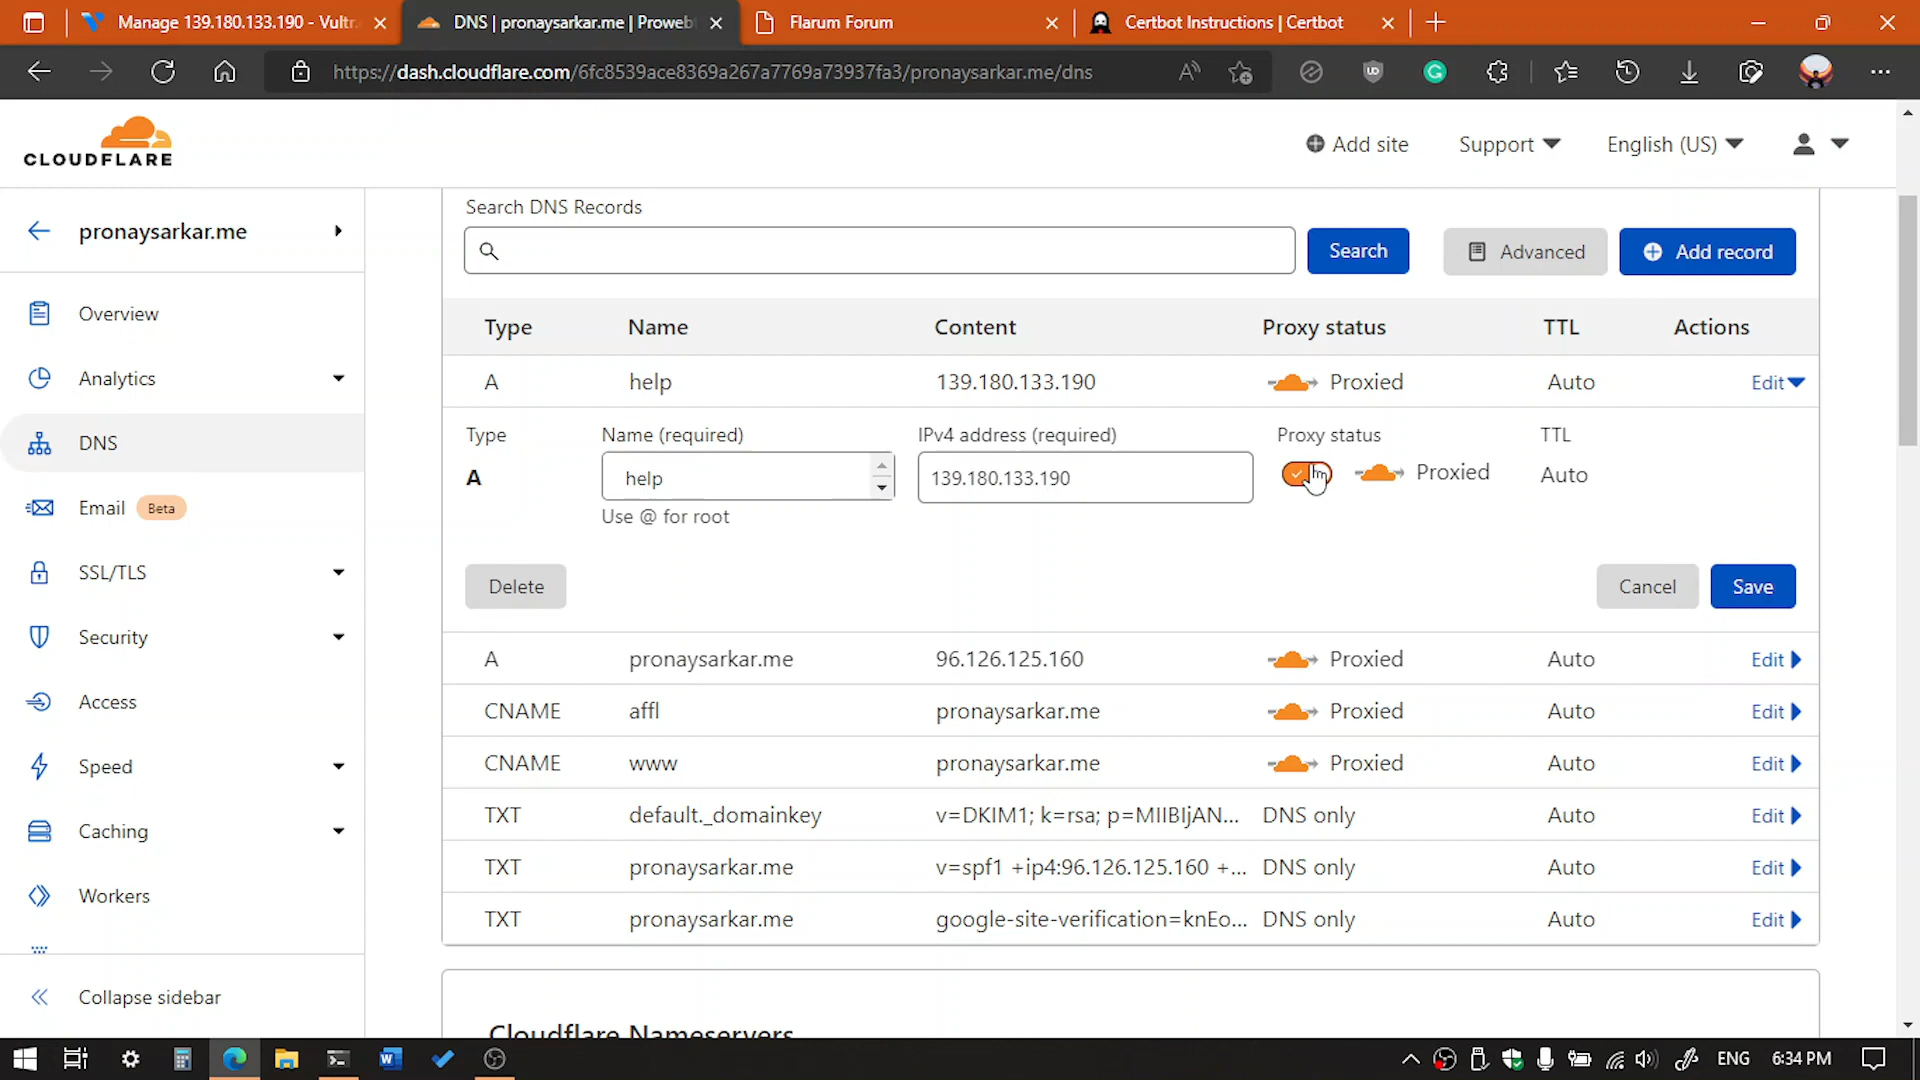 Manage 139.180.133.190 - Vultr.
DNS | pronaysarkar.me | Proweb
Flarum Forum
Certbot Instructions | Certbot
https://dash.cloudflare.com/6fc8539ace8369a267a7769a73937fa3/pronaysarkar.me/dns
CLOUDFLARE
Add site
Support
English (US)
pronaysarkar.me
Overview
Analytics
DNS
Email Beta
SSL/TLS
Security
Access
Speed
Caching
Workers
Collapse sidebar
Search DNS Records
Search
Advanced
Add record
Type Name Content Proxy status TTL Actions
A help 139.180.133.190 Proxied Auto Edit
Type Name (required) IPv4 address (required) Proxy status TTL
A help 139.180.133.190 Proxied Auto
Use @ for root
Delete Cancel Save
A pronaysarkar.me 96.126.125.160 Proxied Auto Edit
CNAME affl pronaysarkar.me Proxied Auto Edit
CNAME www pronaysarkar.me Proxied Auto Edit
TXT default._domainkey v=DKIM1; k=rsa; p=MIIBIjAN... DNS only Auto Edit
TXT pronaysarkar.me v=spf1 +ip4:96.126.125.160 +... DNS only Auto Edit
TXT pronaysarkar.me google-site-verification=knEo... DNS only Auto Edit
Cloudflare Nameservers
ENG 6:34 PM